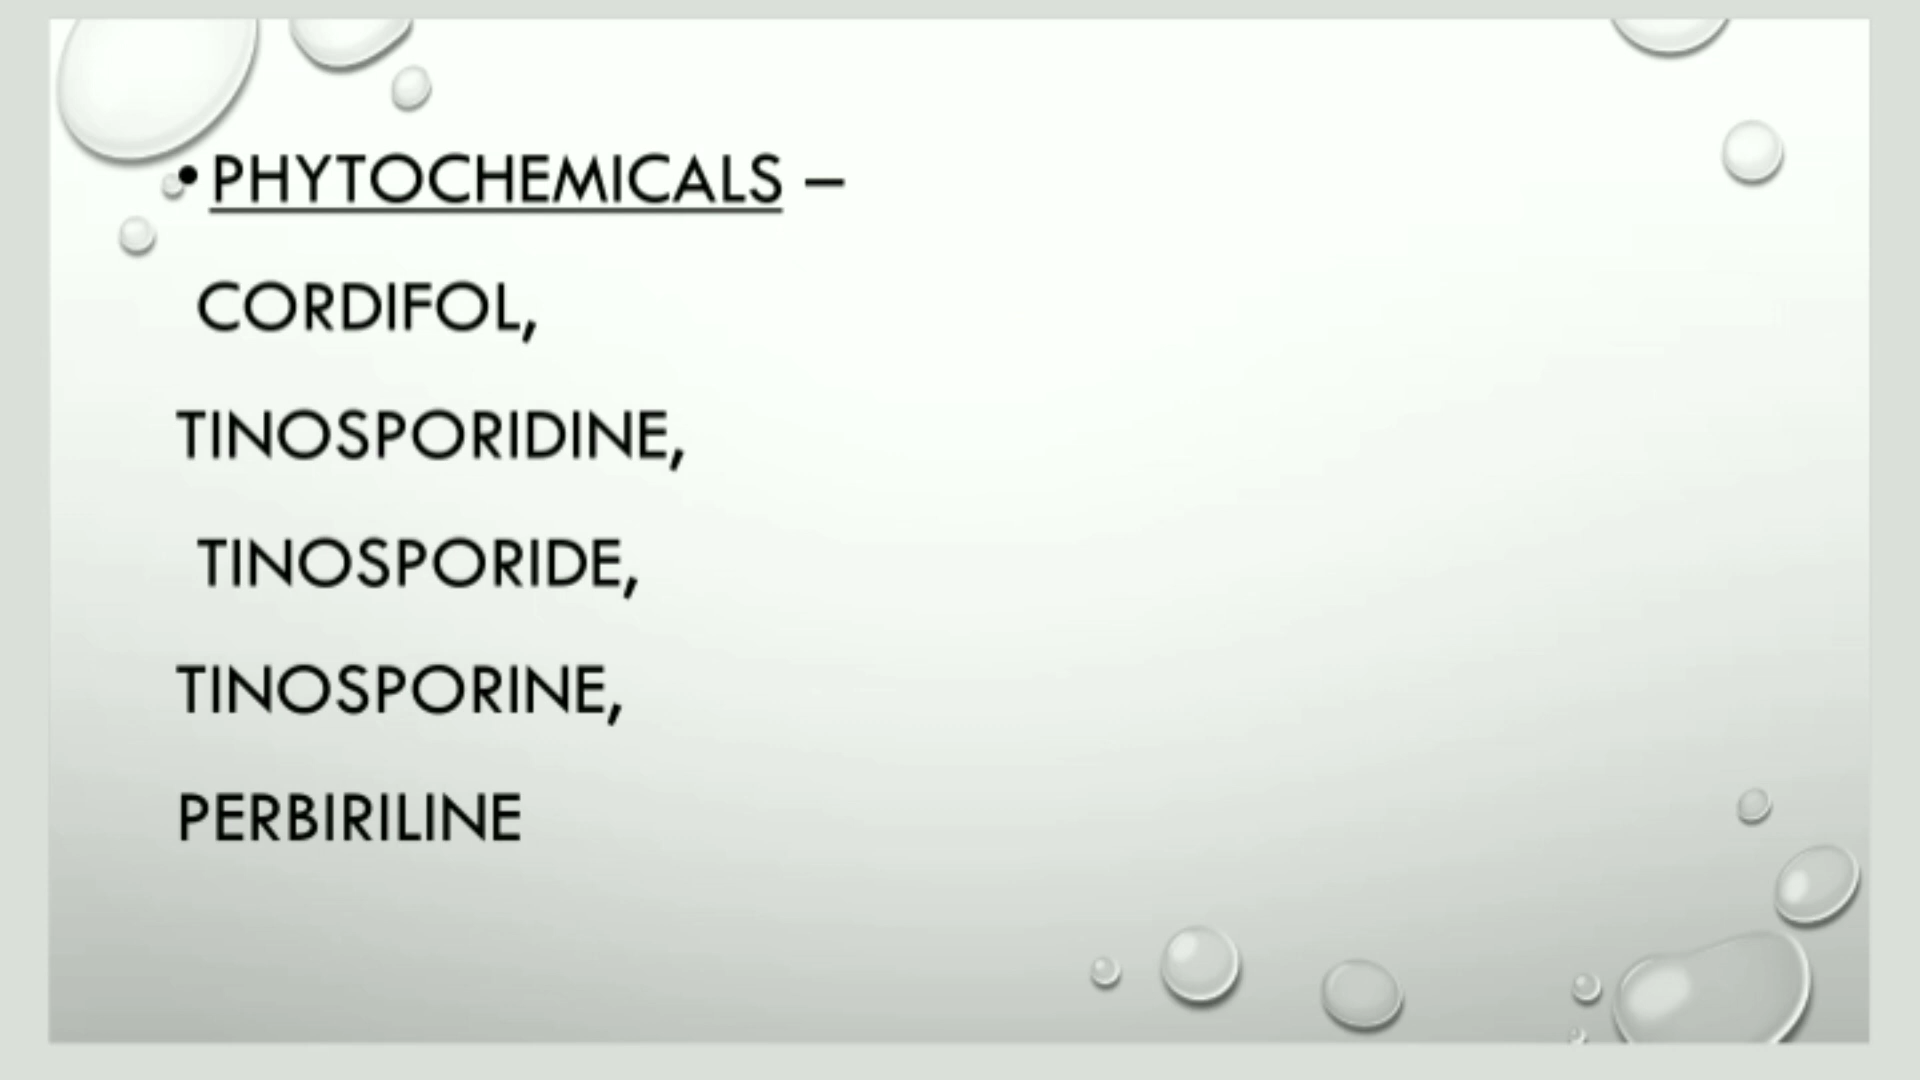 • PHYTOCHEMICALS –
CORDIFOL,
TINOSPORIDINE,
TINOSPORIDE,
TINOSPORINE,
PERBIRILINE